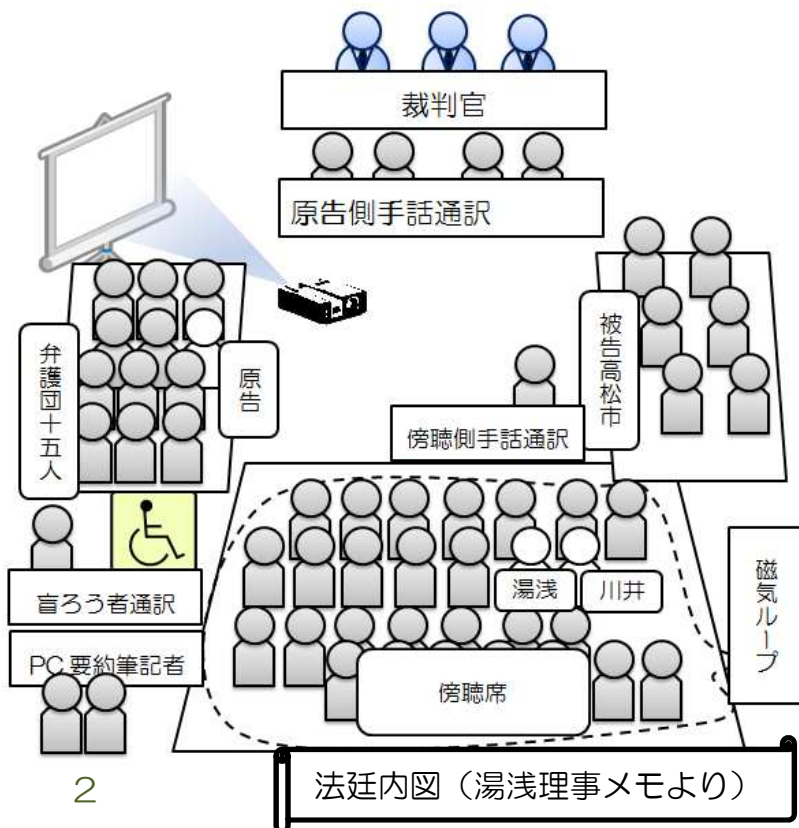 裁判官
原告側手話通訳
弁護団十五人
原告
被告高松市
傍聴側手話通訳
盲ろう者通訳
PC要約筆記者
湯浅
川井
磁気ループ
傍聴席
2
法廷内図（湯浅理事メモより）